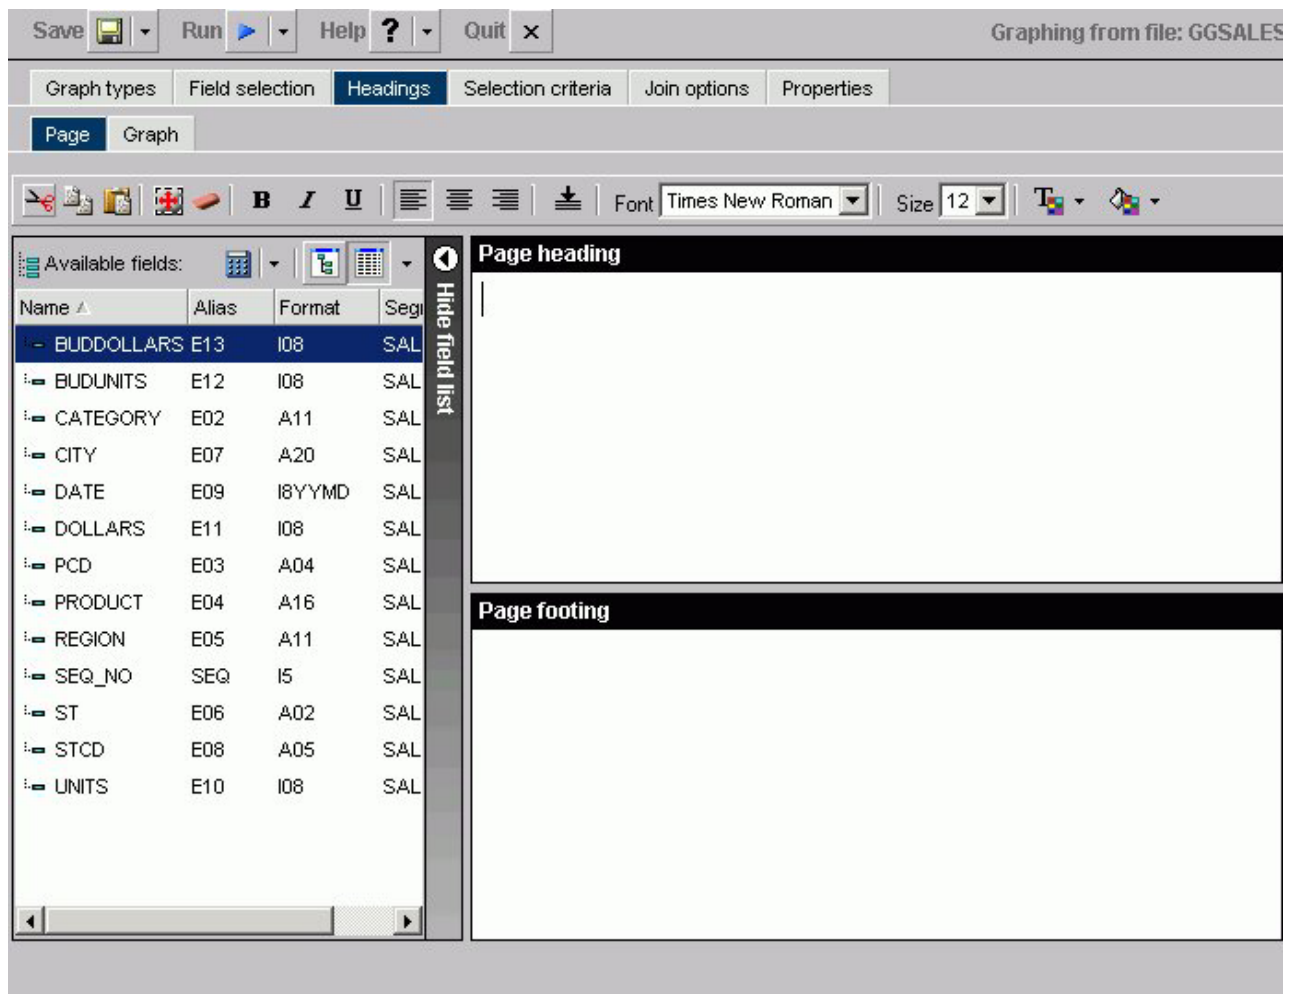 Save Run Help ? Quit x Graphing from file: GGSALES
Graph types Field selection Headings Selection criteria Join options Properties
Page Graph
B I U Font Times New Roman Size 12
Available fields:
Name Alias Format Segr
BUDDOLLARS E13 I08 SAL
BUDUNITS E12 I08 SAL
CATEGORY E02 A11 SAL
CITY E07 A20 SAL
DATE E09 I8YYMD SAL
DOLLARS E11 I08 SAL
PCD E03 A04 SAL
PRODUCT E04 A16 SAL
REGION E05 A11 SAL
SEQ_NO SEQ I5 SAL
ST E06 A02 SAL
STCD E08 A05 SAL
UNITS E10 I08 SAL
Hide field list
Page heading
Page footing